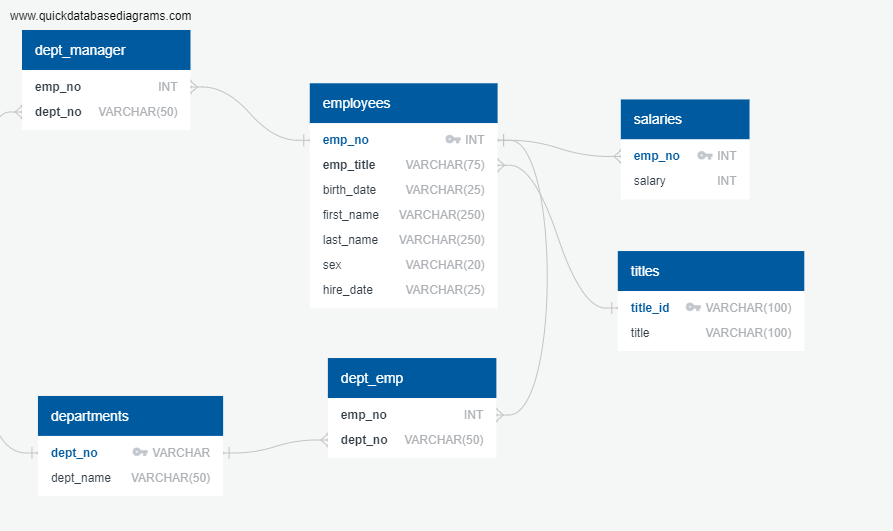 www.quickdatabasediagrams.com
dept_manager
emp_no INT
dept_no VARCHAR(50)
employees
emp_no INT
emp_title VARCHAR(75)
birth_date VARCHAR(25)
first_name VARCHAR(250)
last_name VARCHAR(250)
sex VARCHAR(20)
hire_date VARCHAR(25)
salaries
emp_no INT
salary INT
titles
title_id VARCHAR(100)
title VARCHAR(100)
dept_emp
emp_no INT
dept_no VARCHAR(50)
departments
dept_no VARCHAR
dept_name VARCHAR(50)